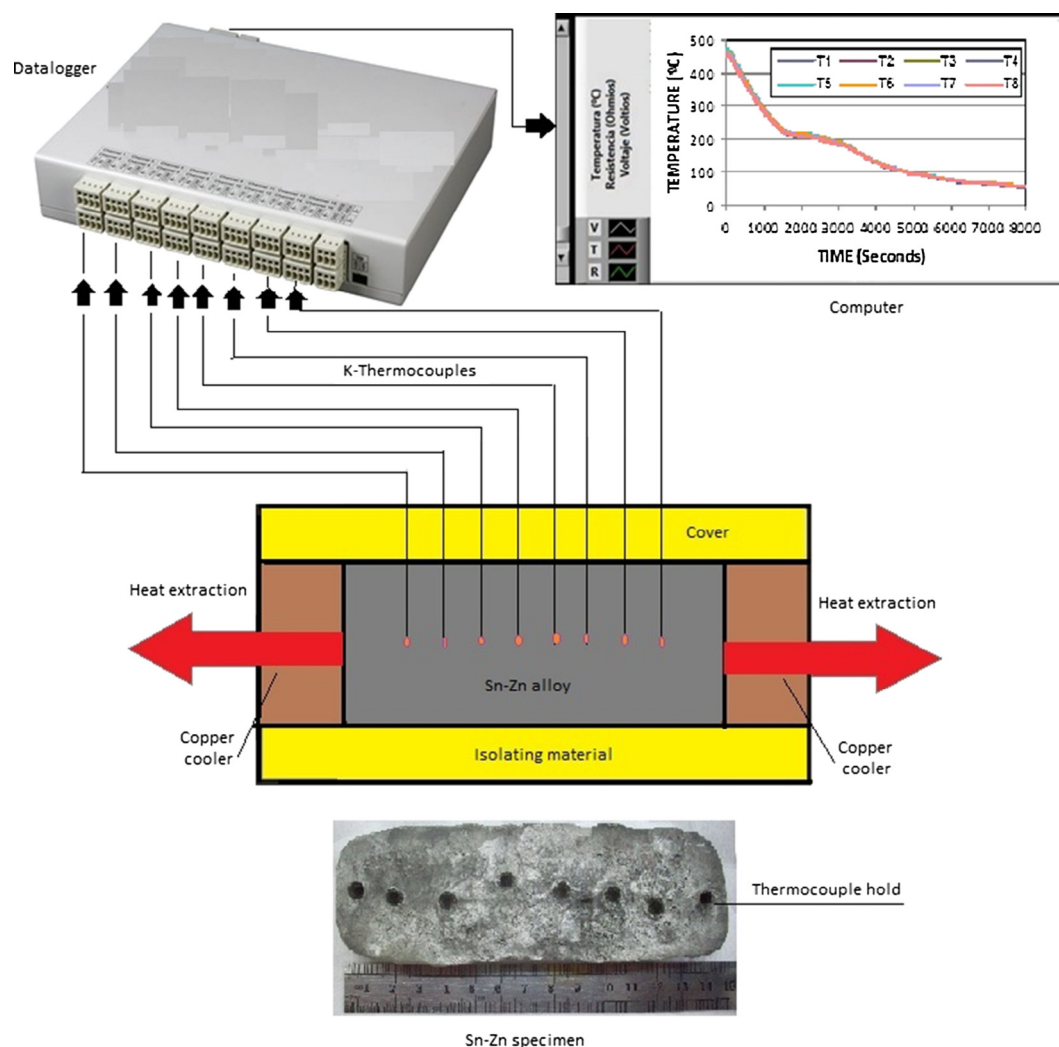 Datalogger
Temperatura (ºC)
Resistencia (Ohmios)
Voltaje (Voltios)
V
T
R
TEMPERATURE (ºC)
500
400
300
200
100
0
T1 T2 T3 T4
T5 T6 T7 T8
0 1000 2000 3000 4000 5000 6000 7000 8000
TIME (Seconds)
Computer
K-Thermocouples
Cover
Heat extraction
Heat extraction
Sn-Zn alloy
Copper
cooler
Copper
cooler
Isolating material
Thermocouple hold
Sn-Zn specimen